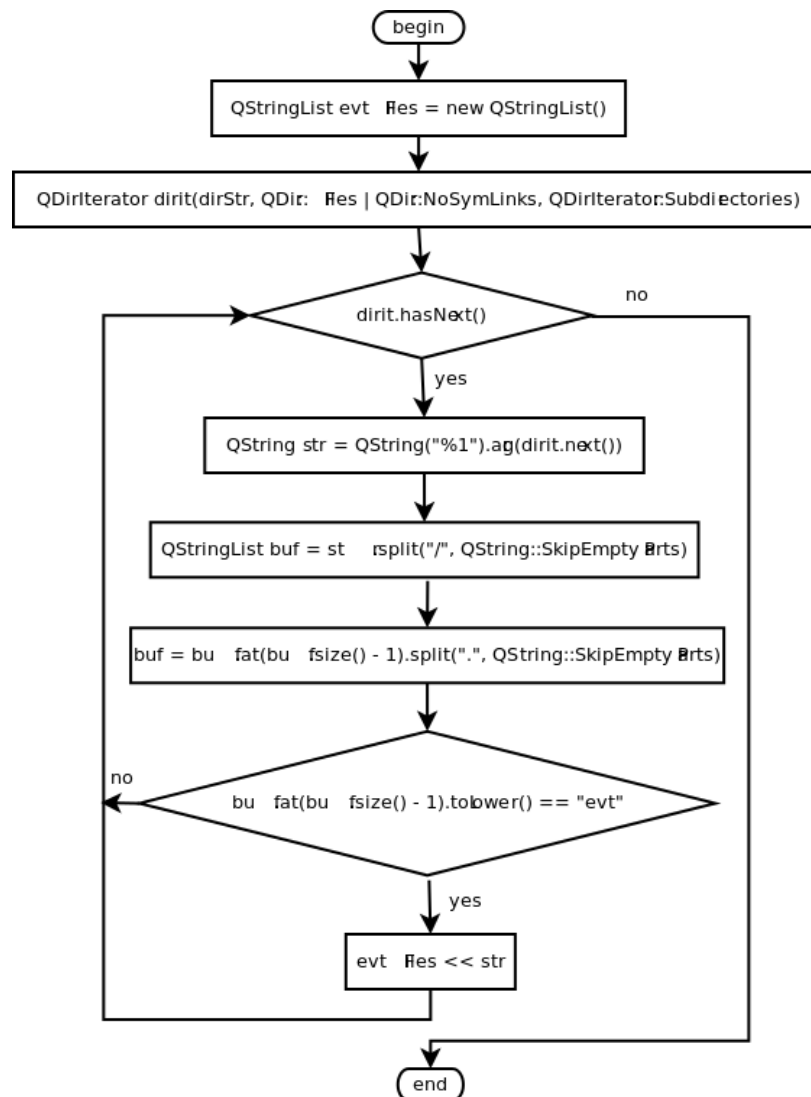 begin
QStringList evtFiles = new QStringList()
QDirIterator dirit(dirStr, QDir::Files | QDir::NoSymLinks, QDirIterator::Subdirectories)
dirit.hasNext()
no
yes
QString str = QString("%1").arg(dirit.next())
QStringList buf = str.split("/", QString::SkipEmptyParts)
buf = buf.at(buf.size() - 1).split(".", QString::SkipEmptyParts)
no
buf.at(buf.size() - 1).toLower() == "evt"
yes
evtFiles << str
end